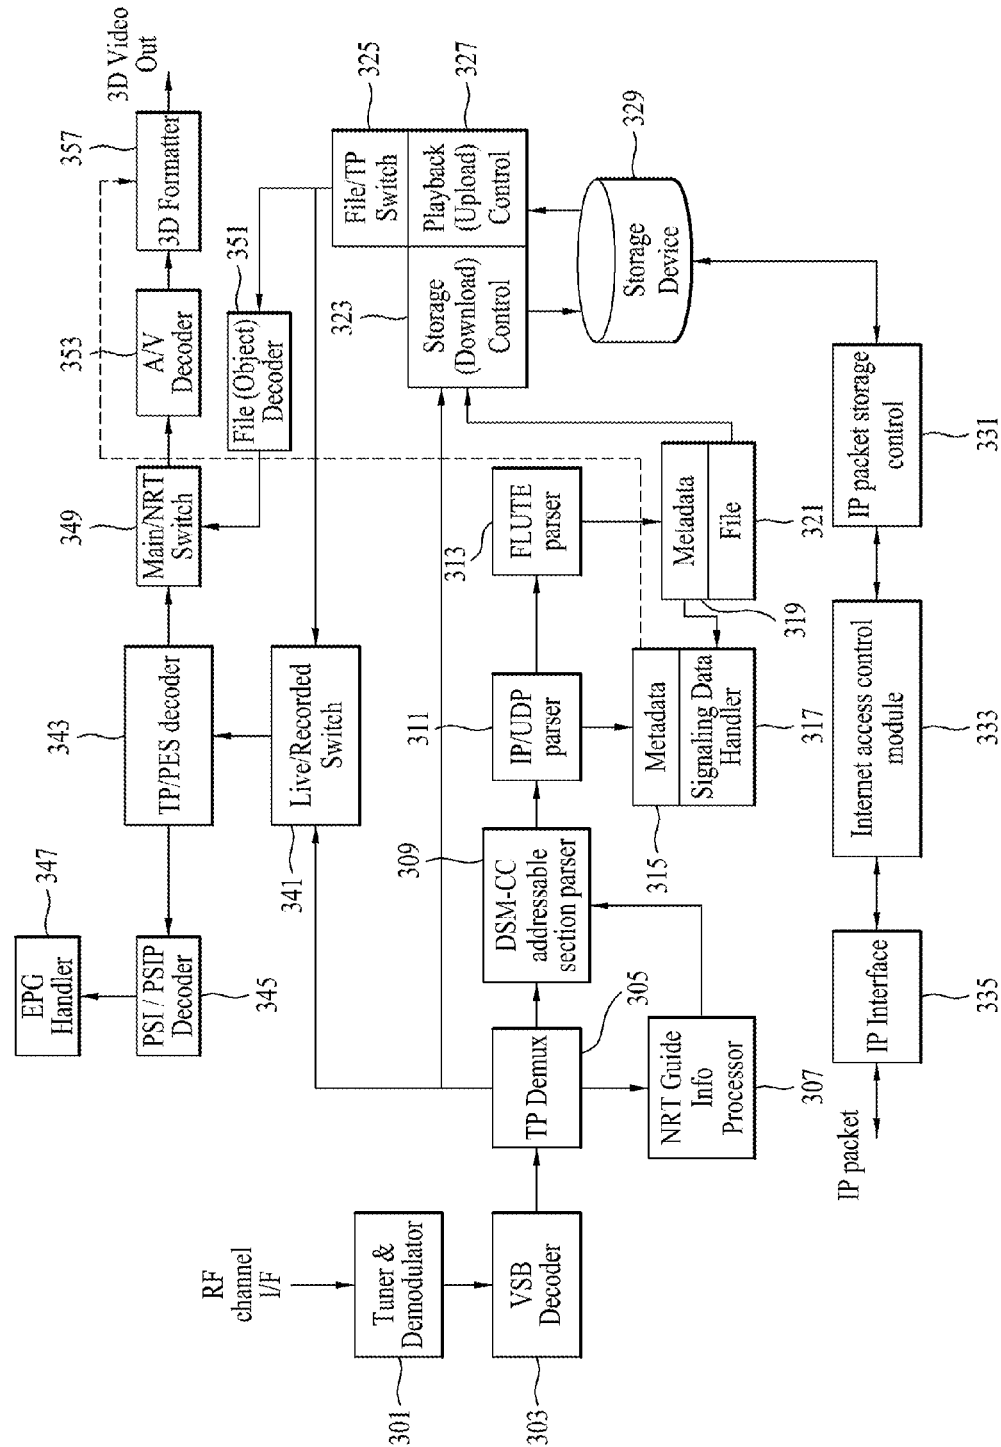 RF
channel
I/F
Tuner &
Demodulator
301
VSB
Decoder
303
TP Demux
305
NRT Guide
Info
Processor
307
DSM-CC
addressable
section parser
309
IP/UDP
parser
311
FLUTE
parser
313
Metadata
315
Signaling Data
Handler
317
Metadata
319
File
321
Storage
(Download)
Control
323
File/TP
Switch
325
Playback
(Upload)
Control
327
Storage
Device
329
IP packet storage
control
331
Internet access control
module
333
IP Interface
335
IP packet
Live/Recorded
Switch
341
TP/PES decoder
343
PSI / PSIP
Decoder
345
EPG
Handler
347
Main/NRT
Switch
349
File (Object)
Decoder
351
A/V
Decoder
353
3D Formatter
357
3D Video
Out